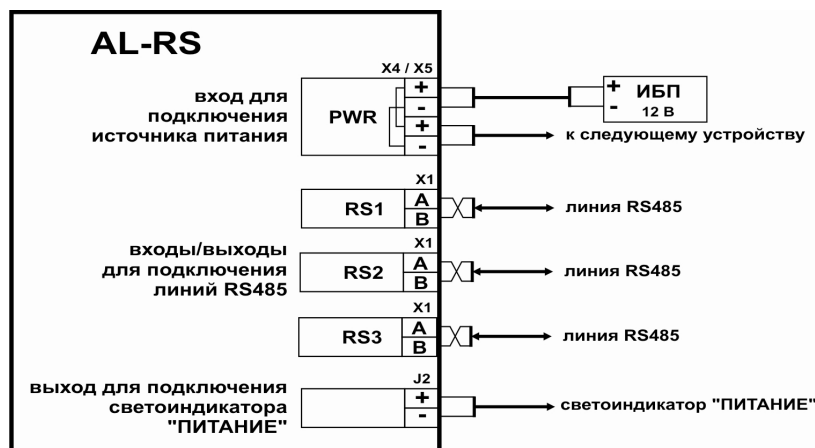 AL-RS
X4 / X5
вход для
подключения
источника питания
PWR
+
-
+
-
+
-
ИБП
12 В
к следующему устройству
X1
RS1
A
B
линия RS485
входы/выходы
для подключения
линий RS485
X1
RS2
A
B
линия RS485
X1
RS3
A
B
линия RS485
выход для подключения
светоиндикатора
"ПИТАНИЕ"
J2
+
-
светоиндикатор "ПИТАНИЕ"